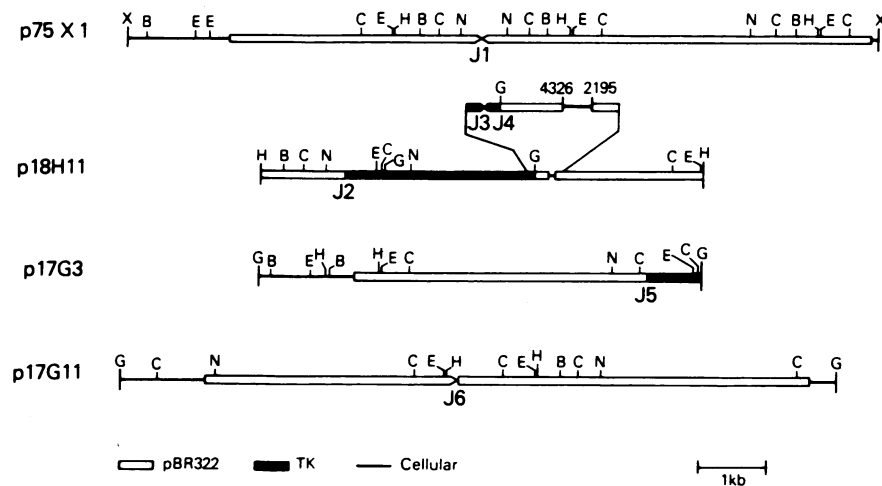 X B E E C E H B C N N C B H E C N C B H E C X
p75 X 1
J1
G 4326 2195
J3 J4
p18H11
H B C N E C G N G C E H
J2
p17G3
G B E H B H E C N C E C G
J5
p17G11
G C N C E H C E H B C N C G
J6
pBR322 TK Cellular
1kb